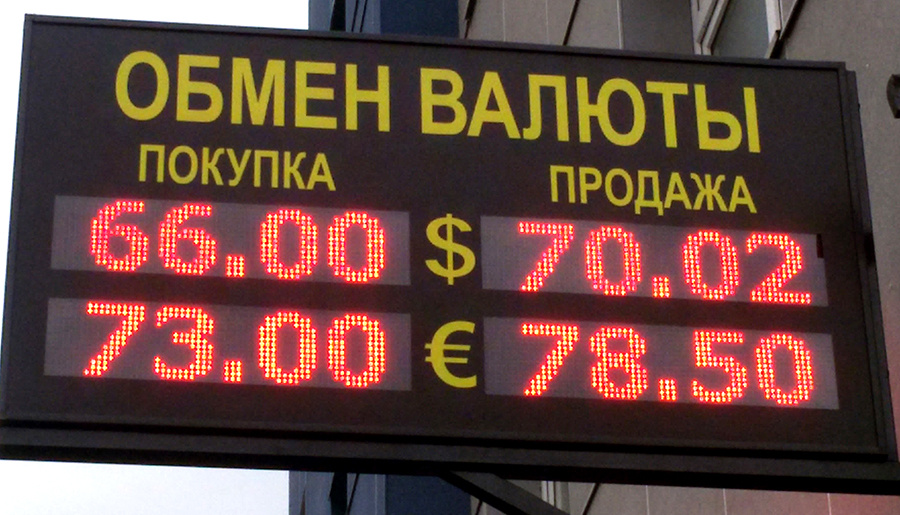 ОБМЕН ВАЛЮТЫ
ПОКУПКА ПРОДАЖА
66.00 $ 70.02
73.00 € 78.50